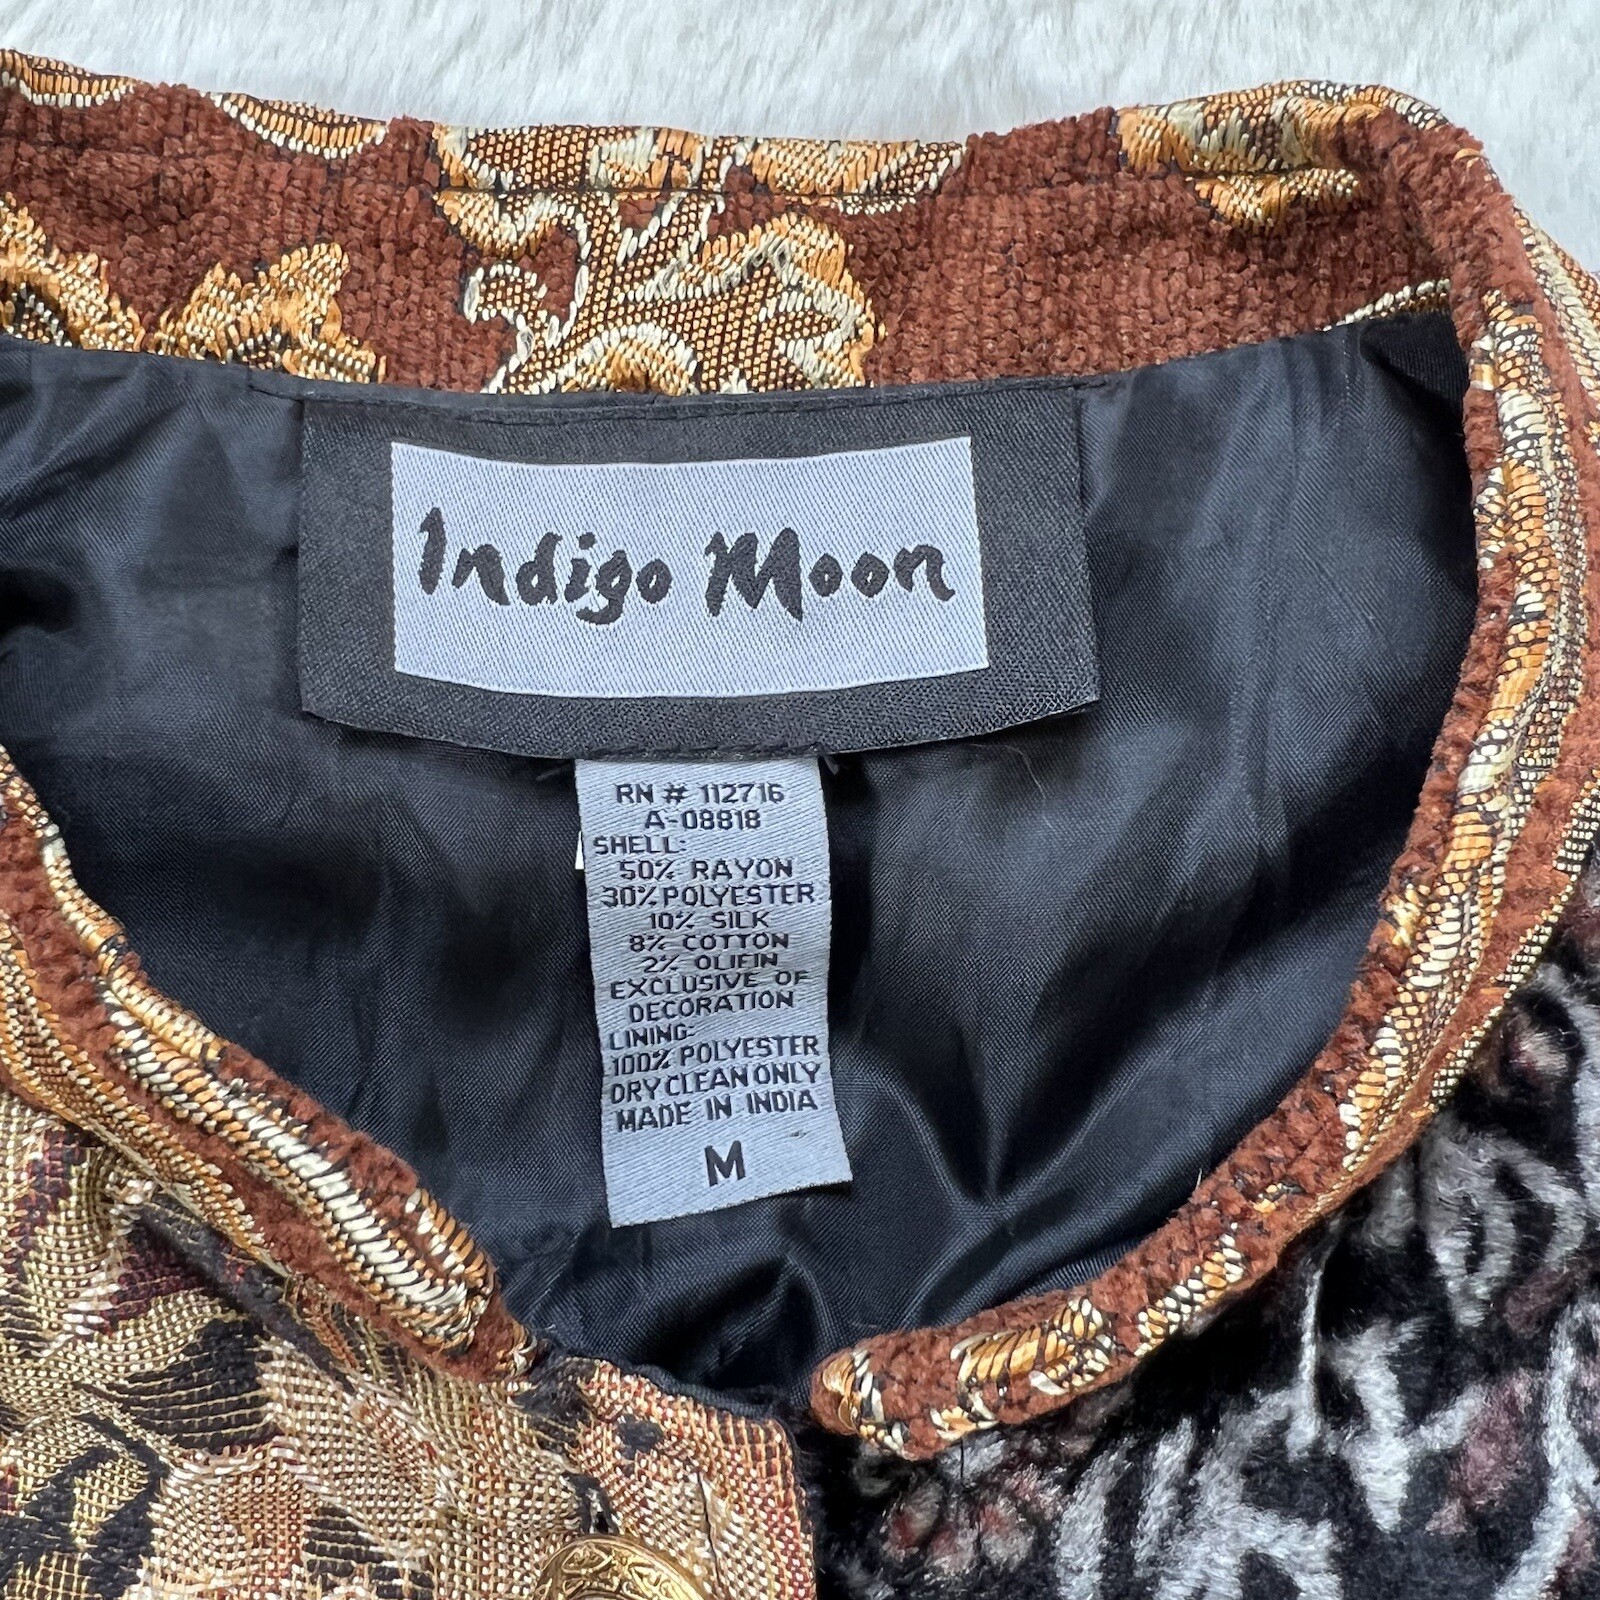 Indigo Moon
RN # 112716
A-08818
SHELL:
50% RAYON
30% POLYESTER
10% SILK
8% COTTON
2% OLIEIN
EXCLUSIVE OF
DECORATION
LINING:
100% POLYESTER
DRY CLEAN ONLY
MADE IN INDIA
M